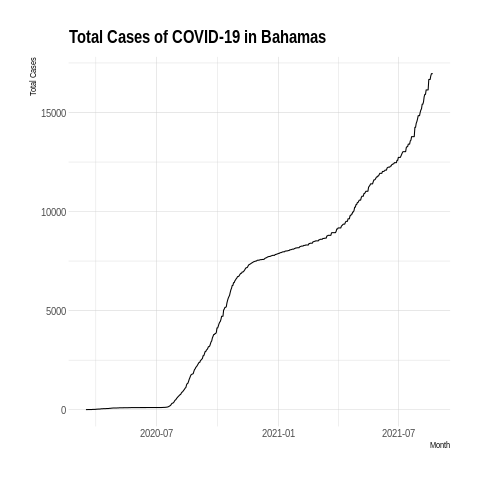 Total Cases of COVID-19 in Bahamas
Total Cases
15000
10000
5000
0
2020-07 2021-01 2021-07
Month